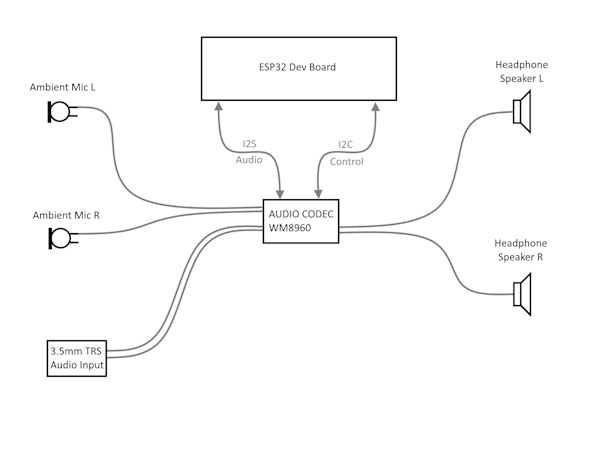 ESP32 Dev Board
Headphone
Speaker L
Ambient Mic L
I2S
Audio
I2C
Control
Ambient Mic R
AUDIO CODEC
WM8960
Headphone
Speaker R
3.5mm TRS
Audio Input